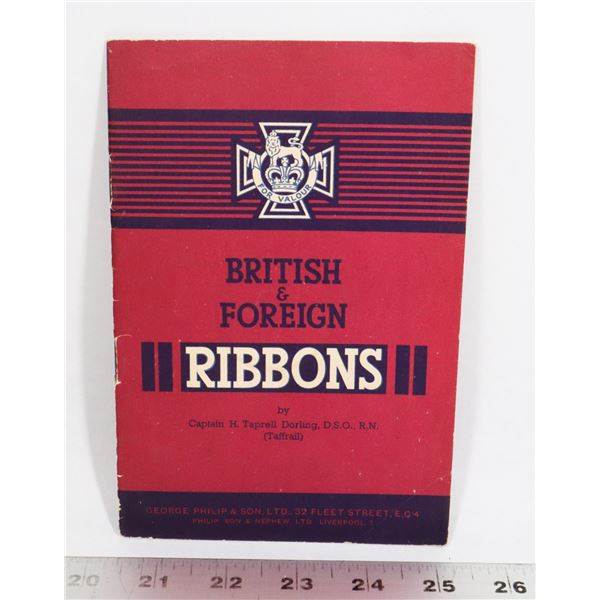 FOR VALOUR
BRITISH
&
FOREIGN
RIBBONS
by
Captain H. Taprell Dorling, D.S.O., R.N.
(Taffrail)
GEORGE PHILIP & SON, LTD., 32 FLEET STREET, E.C.4
PHILIP, SON & NEPHEW, LTD. LIVERPOOL, 1
20 21 22 23 24 25 26